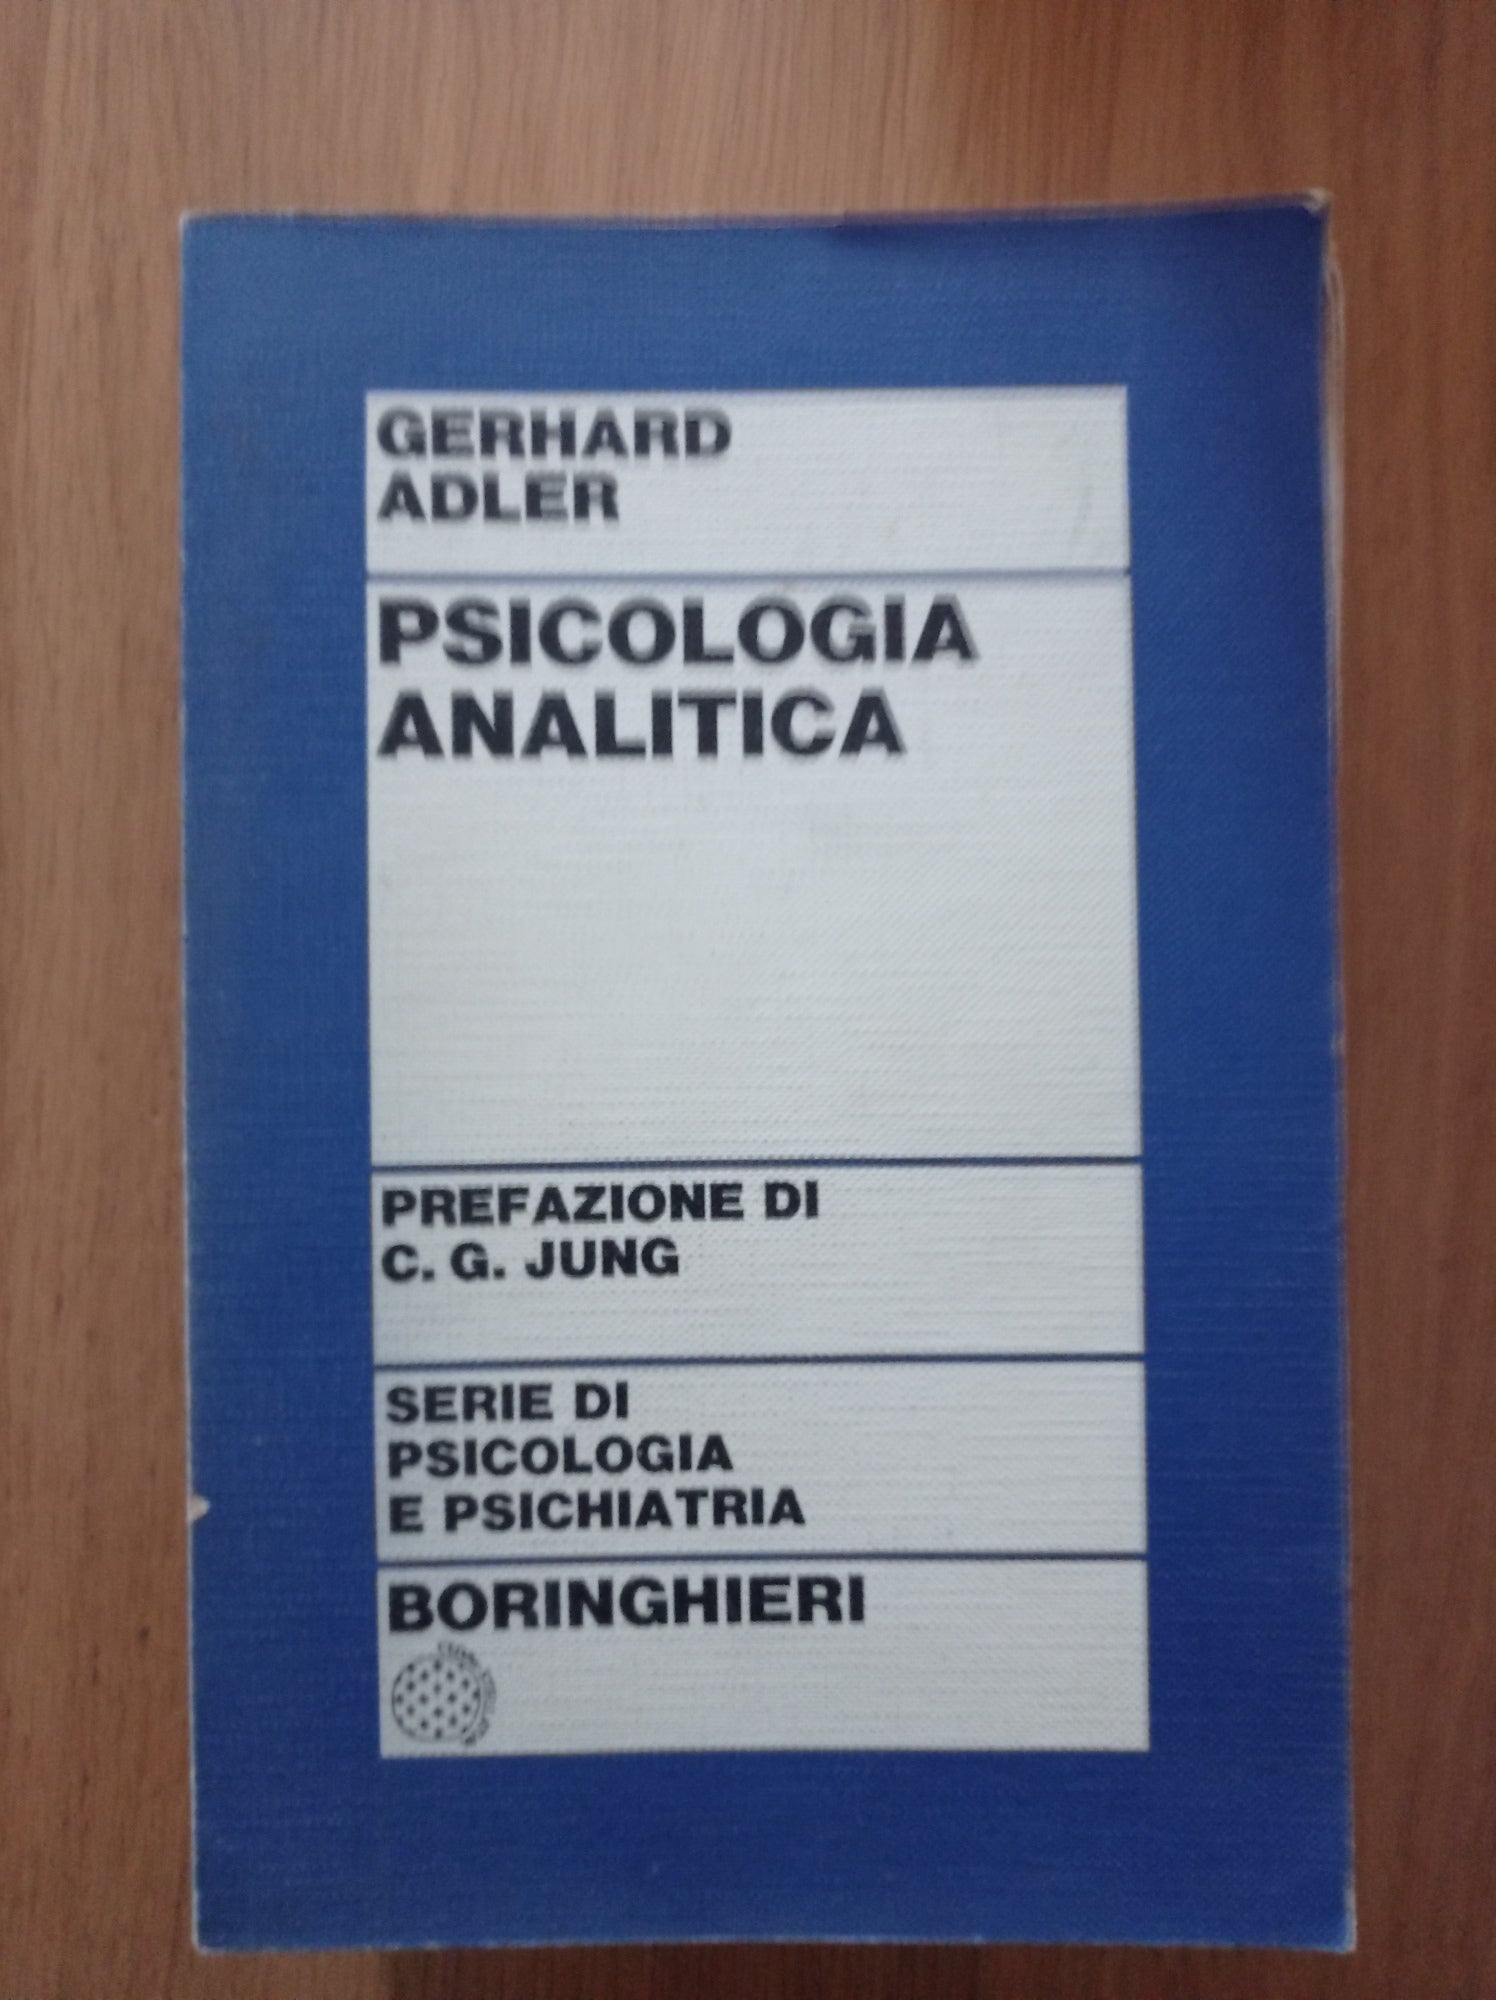 GERHARD
ADLER
PSICOLOGIA
ANALITICA
PREFAZIONE DI
C. G. JUNG
SERIE DI
PSICOLOGIA
E PSICHIATRIA
BORINGHIERI